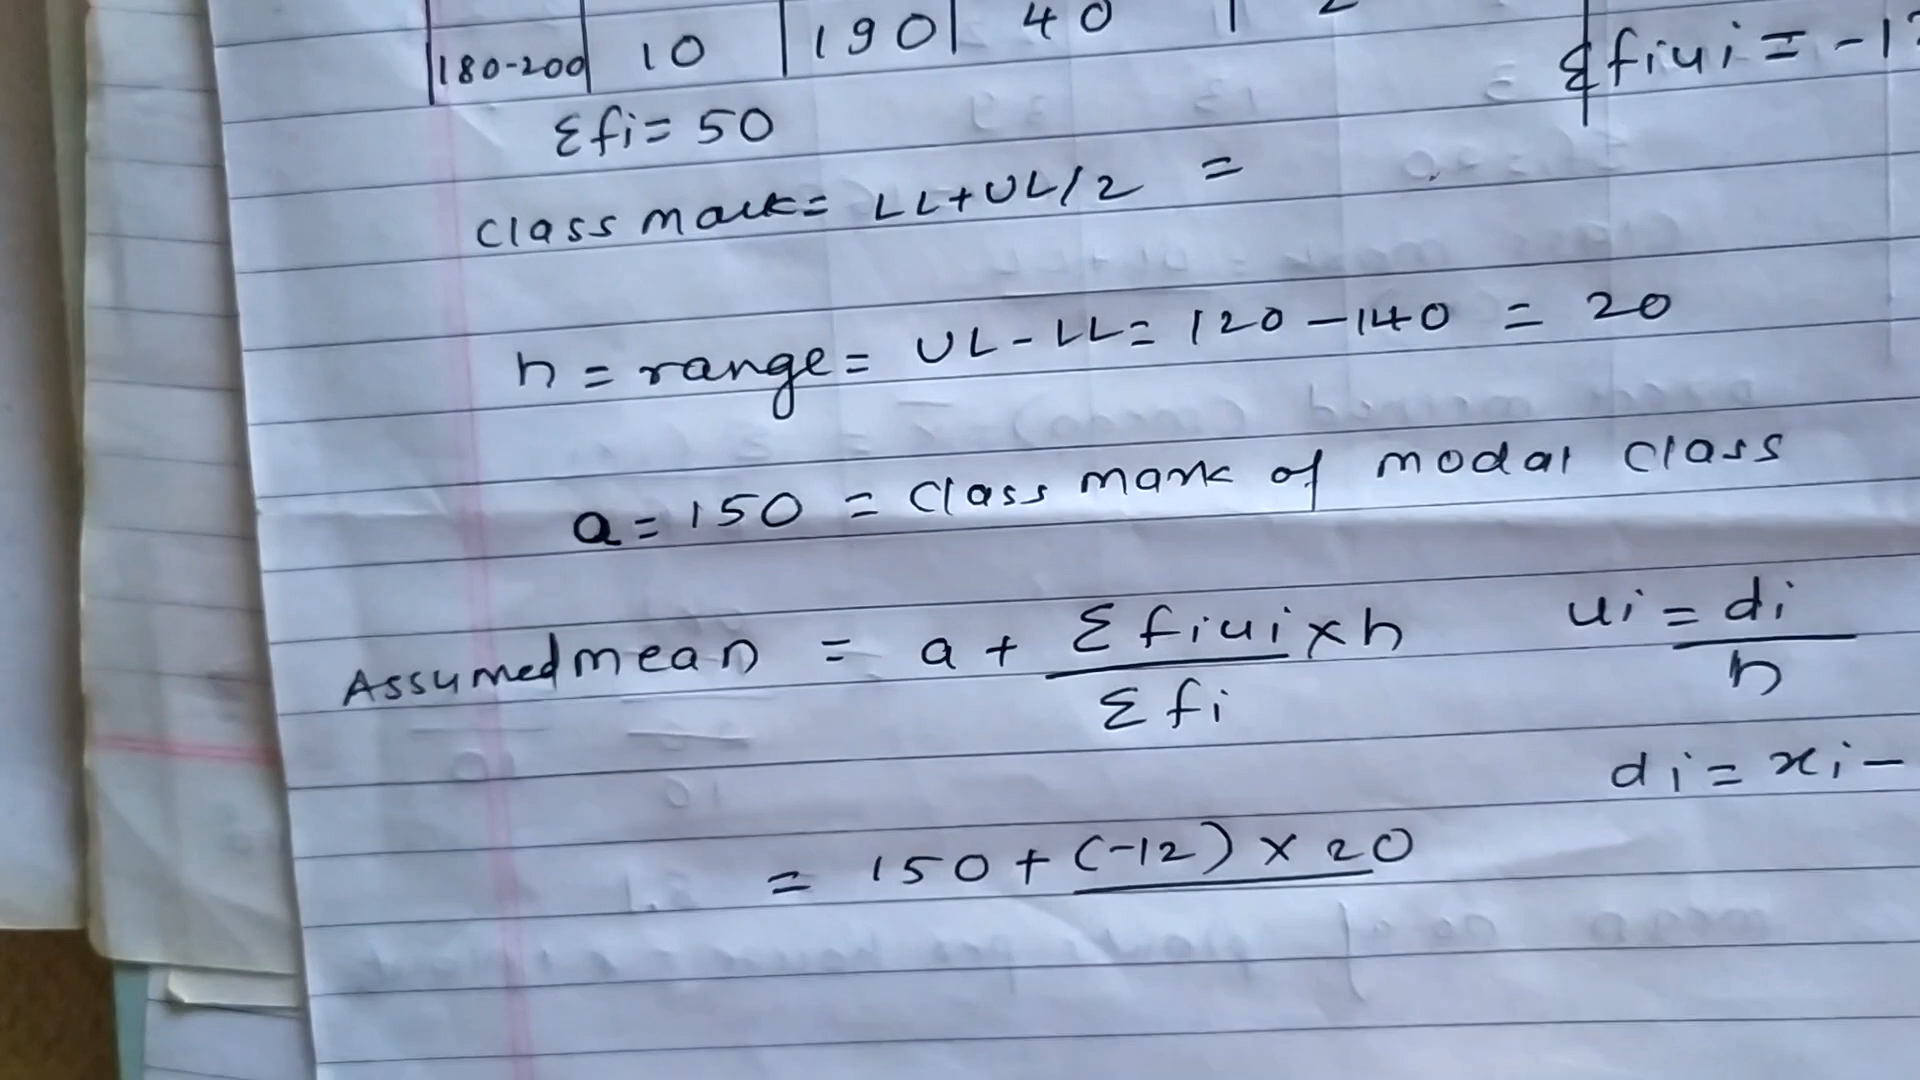 180-200 10 190 40
Σfiui = -1
Σfi = 50
class mark = LL+UL/2 =
h = range = UL-LL = 120-140 = 20
a = 150 = class mark of modal class
Assumed mean = a + Σfiui × h ui = di
Σfi h
di = xi -
= 150 + (-12) × 20